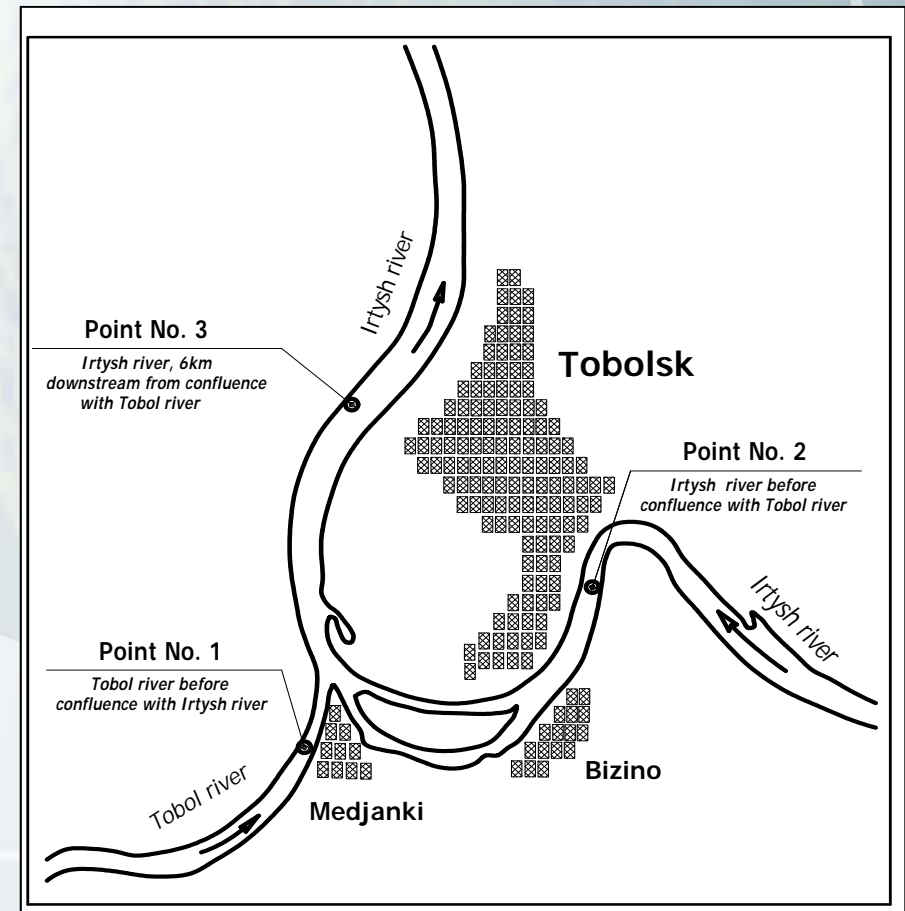 Irtysh river
Point No. 3
Irtysh river, 6km
downstream from confluence
with Tobol river
Tobolsk
Point No. 2
Irtysh river before
confluence with Tobol river
Irtysh river
Point No. 1
Tobol river before
confluence with Irtysh river
Tobol river
Bizino
Medjanki